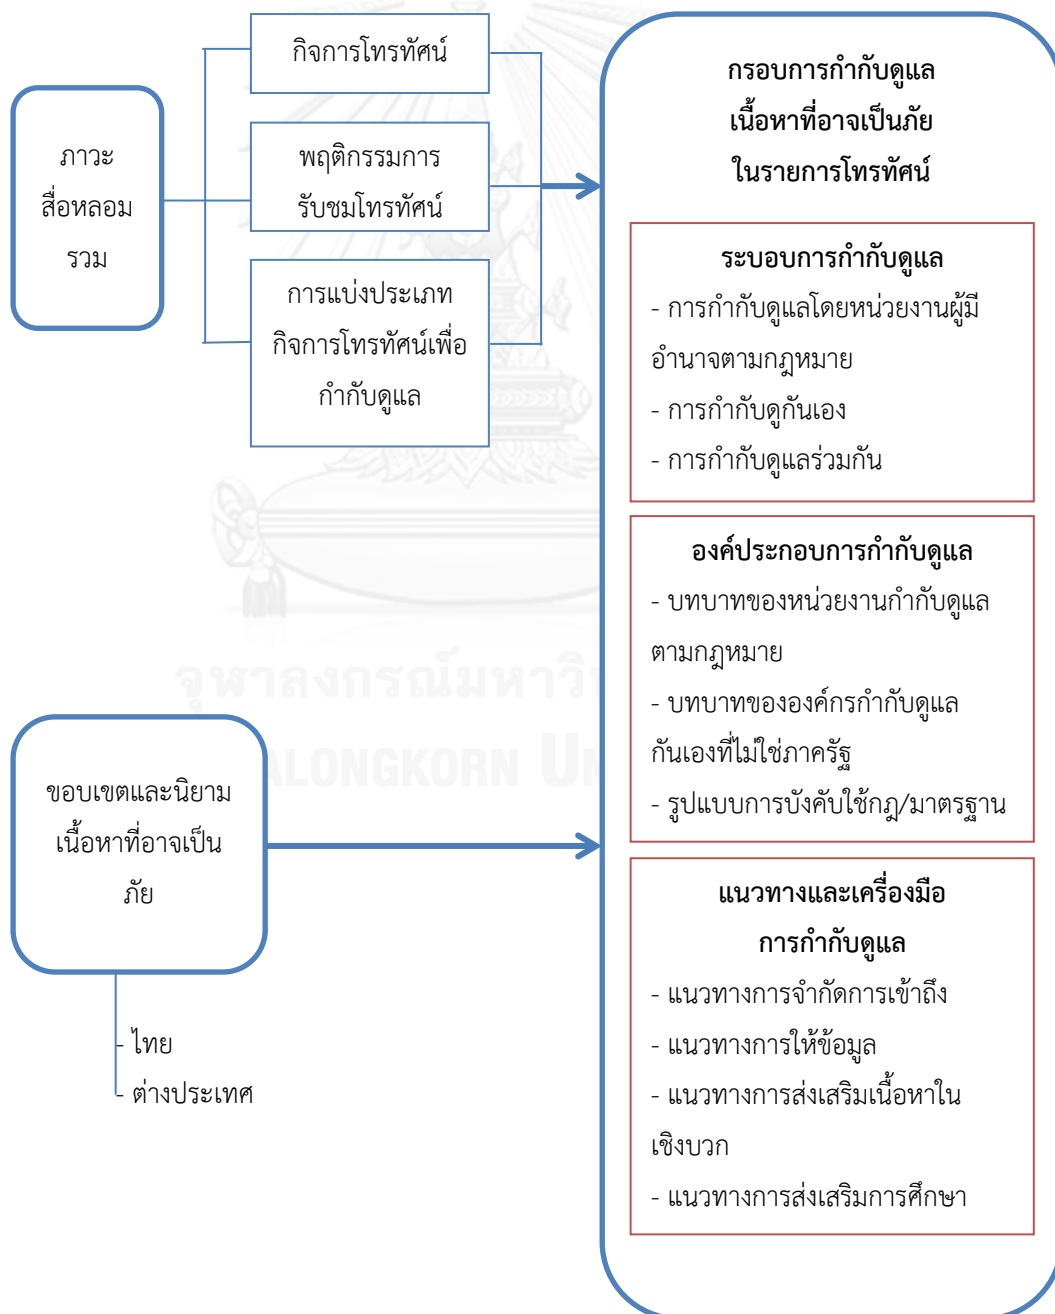 ภาวะ
สื่อหลอม
รวม
กิจการโทรทัศน์
พฤติกรรมการ
รับชมโทรทัศน์
การแบ่งประเภท
กิจการโทรทัศน์เพื่อ
กำกับดูแล
ขอบเขตและนิยาม
เนื้อหาที่อาจเป็น
ภัย
- ไทย
- ต่างประเทศ
กรอบการกำกับดูแล
เนื้อหาที่อาจเป็นภัย
ในรายการโทรทัศน์
ระบอบการกำกับดูแล
- การกำกับดูแลโดยหน่วยงานผู้มี
อำนาจตามกฎหมาย
- การกำกับดูกันเอง
- การกำกับดูแลร่วมกัน
องค์ประกอบการกำกับดูแล
- บทบาทของหน่วยงานกำกับดูแล
ตามกฎหมาย
- บทบาทขององค์กรกำกับดูแล
กันเองที่ไม่ใช่ภาครัฐ
- รูปแบบการบังคับใช้กฎ/มาตรฐาน
แนวทางและเครื่องมือ
การกำกับดูแล
- แนวทางการจำกัดการเข้าถึง
- แนวทางการให้ข้อมูล
- แนวทางการส่งเสริมเนื้อหาใน
เชิงบวก
- แนวทางการส่งเสริมการศึกษา
จุฬาลงกรณ์มหาวิ
ALONGKORN UN